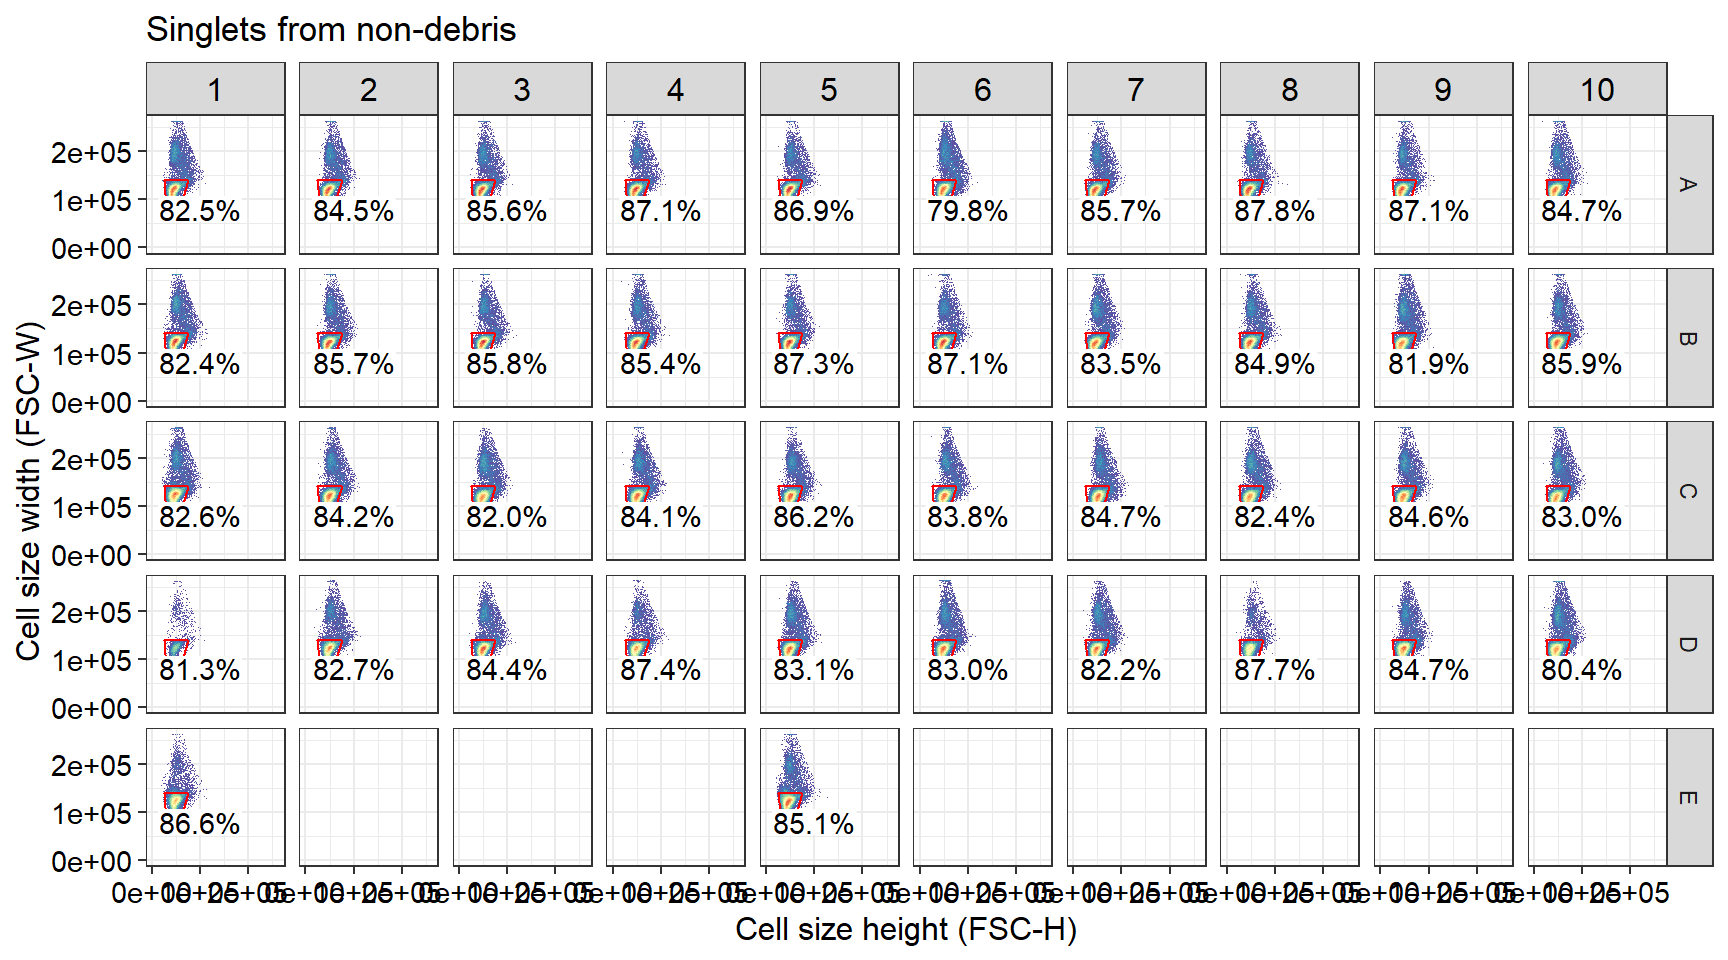 Singlets from non-debris
1 2 3 4 5 6 7 8 9 10
2e+05
1e+05
0e+00
82.5% 84.5% 85.6% 87.1% 86.9% 79.8% 85.7% 87.8% 87.1% 84.7%
A
2e+05
1e+05
0e+00
82.4% 85.7% 85.8% 85.4% 87.3% 87.1% 83.5% 84.9% 81.9% 85.9%
B
2e+05
1e+05
0e+00
82.6% 84.2% 82.0% 84.1% 86.2% 83.8% 84.7% 82.4% 84.6% 83.0%
C
2e+05
1e+05
0e+00
81.3% 82.7% 84.4% 87.4% 83.1% 83.0% 82.2% 87.7% 84.7% 80.4%
D
2e+05
1e+05
0e+00
86.6% 85.1%
E
Cell size width (FSC-W)
Cell size height (FSC-H)